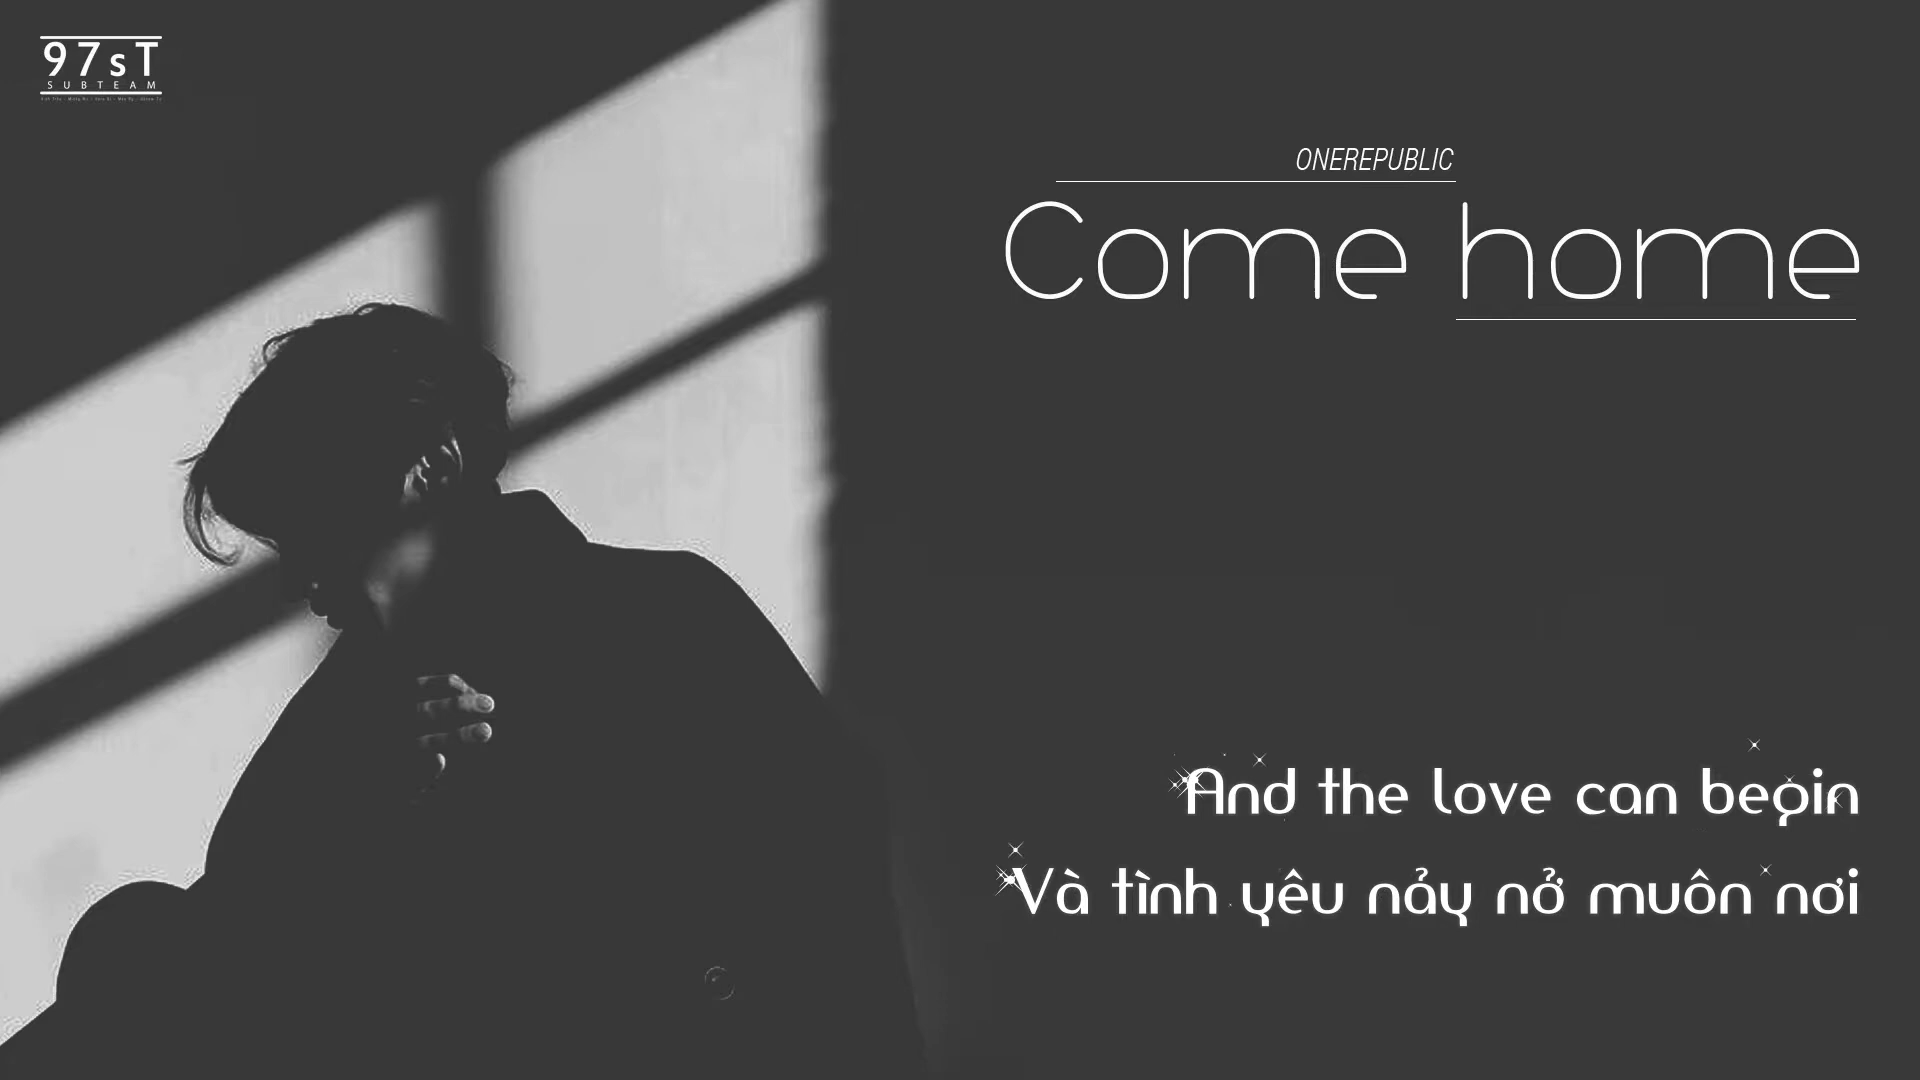 97sT
SUBTEAM
ONEREPUBLIC
Come home
And the love can begin
Và tình yêu nảy nở muôn nơi